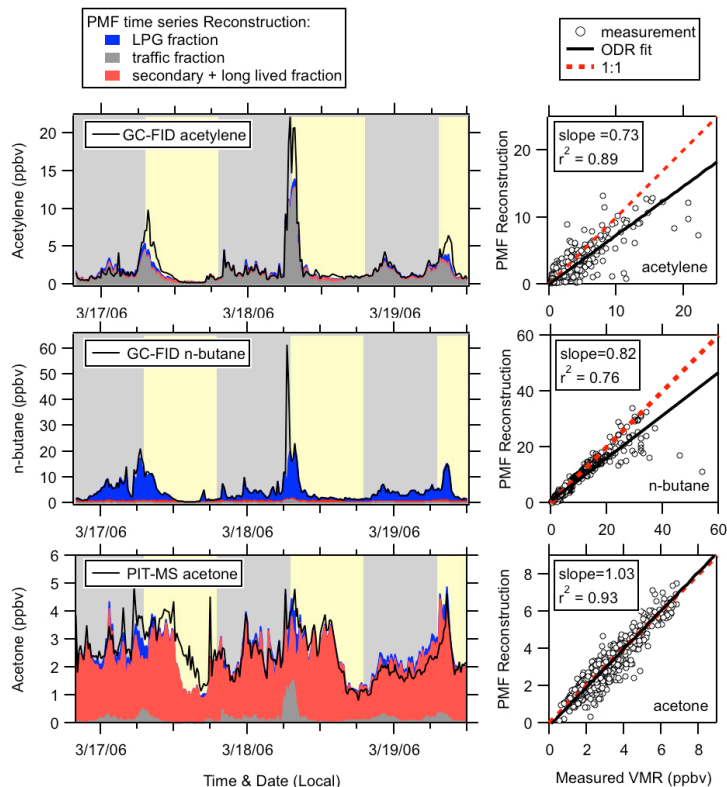 PMF time series Reconstruction:
LPG fraction
traffic fraction
secondary + long lived fraction
measurement
ODR fit
1:1
GC-FID acetylene
Acetylene (ppbv)
20
15
10
5
0
3/17/06
3/18/06
3/19/06
0
10
20
slope =0.73
r² = 0.89
PMF Reconstruction
20
10
0
acetylene
0
10
20
GC-FID n-butane
n-butane (ppbv)
60
50
40
30
20
10
0
3/17/06
3/18/06
3/19/06
slope=0.82
r² = 0.76
PMF Reconstruction
60
40
20
0
n-butane
0
20
40
60
PIT-MS acetone
Acetone (ppbv)
6
5
4
3
2
1
0
3/17/06
3/18/06
3/19/06
Time & Date (Local)
slope=1.03
r² = 0.93
PMF Reconstruction
8
6
4
2
0
acetone
0
2
4
6
8
Measured VMR (ppbv)